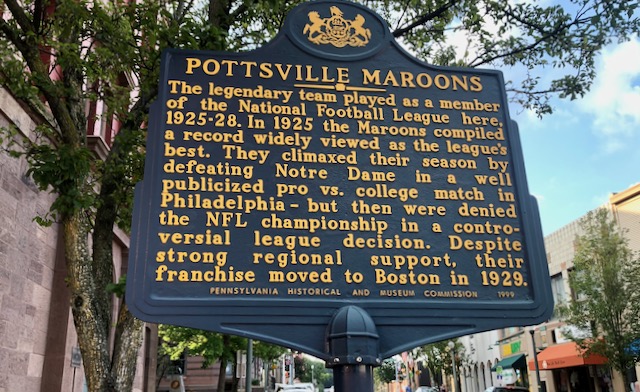 POTTSVILLE MAROONS
The legendary team played as a member
of the National Football League here,
1925-28. In 1925 the Maroons compiled
a record widely viewed as the league's
best. They climaxed their season by
defeating Notre Dame in a well
publicized pro vs. college match in
Philadelphia - but then were denied
the NFL championship in a contro-
versial league decision. Despite
strong regional support, their
franchise moved to Boston in 1929.
PENNSYLVANIA HISTORICAL AND MUSEUM COMMISSION 1999